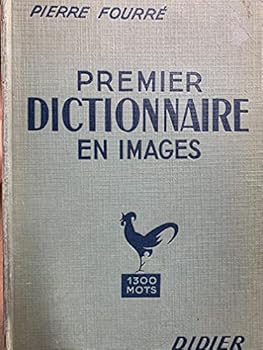 PIERRE FOURRÉ
PREMIER
DICTIONNAIRE
EN IMAGES
1300
MOTS
DIDIER